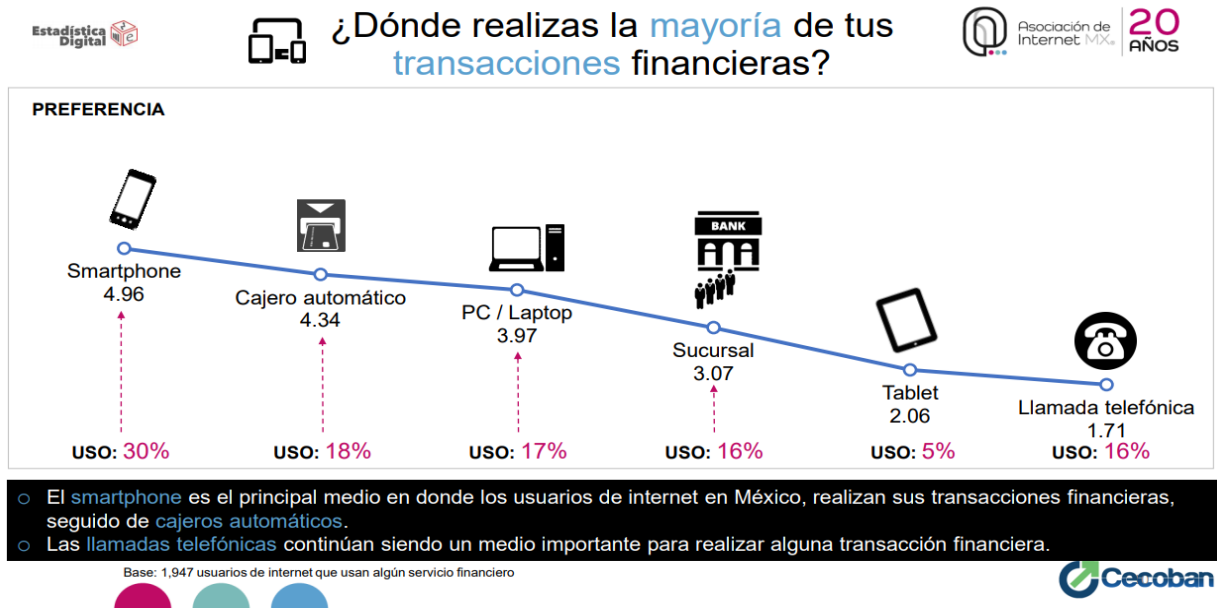 Estadística
Digital
¿Dónde realizas la mayoría de tus
transacciones financieras?
Asociación de
Internet MX.
20
AÑOS
PREFERENCIA
BANK
Smartphone
4.96
Cajero automático
4.34
PC / Laptop
3.97
Sucursal
3.07
Tablet
2.06
Llamada telefónica
1.71
USO: 30%
USO: 18%
USO: 17%
USO: 16%
USO: 5%
USO: 16%
El smartphone es el principal medio en donde los usuarios de internet en México, realizan sus transacciones financieras,
seguido de cajeros automáticos.
Las llamadas telefónicas continúan siendo un medio importante para realizar alguna transacción financiera.
Base: 1,947 usuarios de internet que usan algún servicio financiero
Cecoban